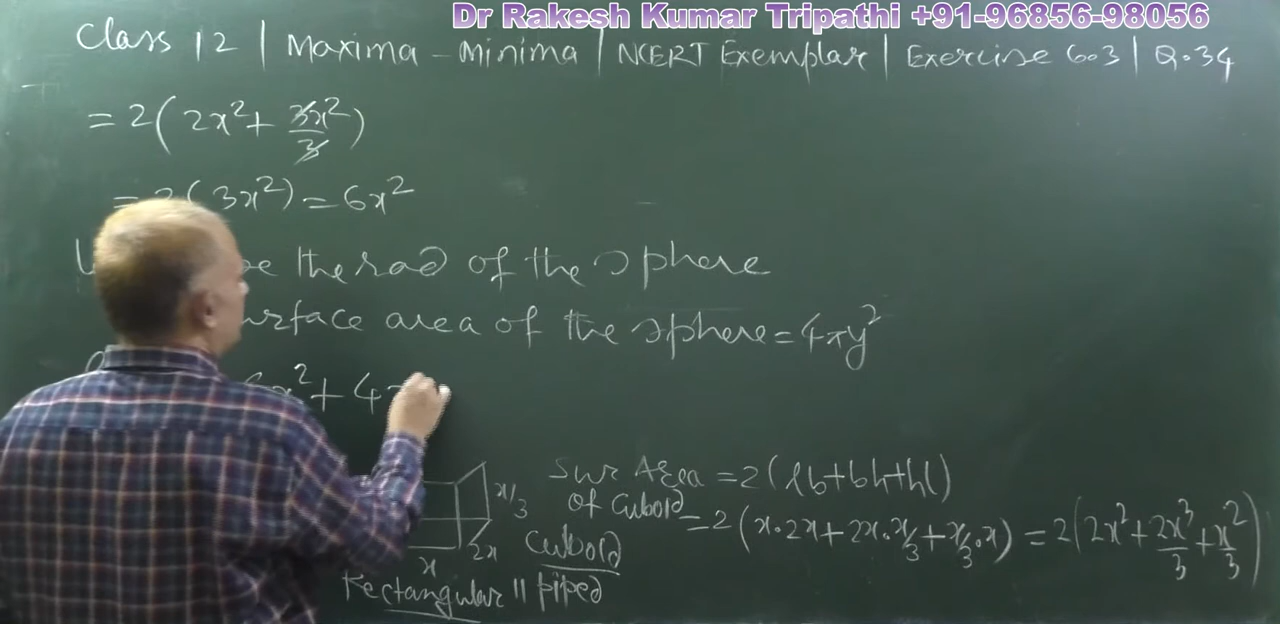 Dr Rakesh Kumar Tripathi +91-96856-98056
Class 12 | Maxima - Minima | NCERT Exemplar | Exercise 6.3 | Q.34
= 2(2x² + 3x²/3)
= 2(3x²) = 6x²
be the rad of the sphere
area of the sphere = 4πy²
x² + 4
x/3
2x
x
Cuboid
Rectangular || piped
Sur Area of Cuboid = 2(lb+bh+hl)
= 2(x.2x + 2x.x/3 + x/3.x) = 2(2x² + 2x²/3 + x²/3)